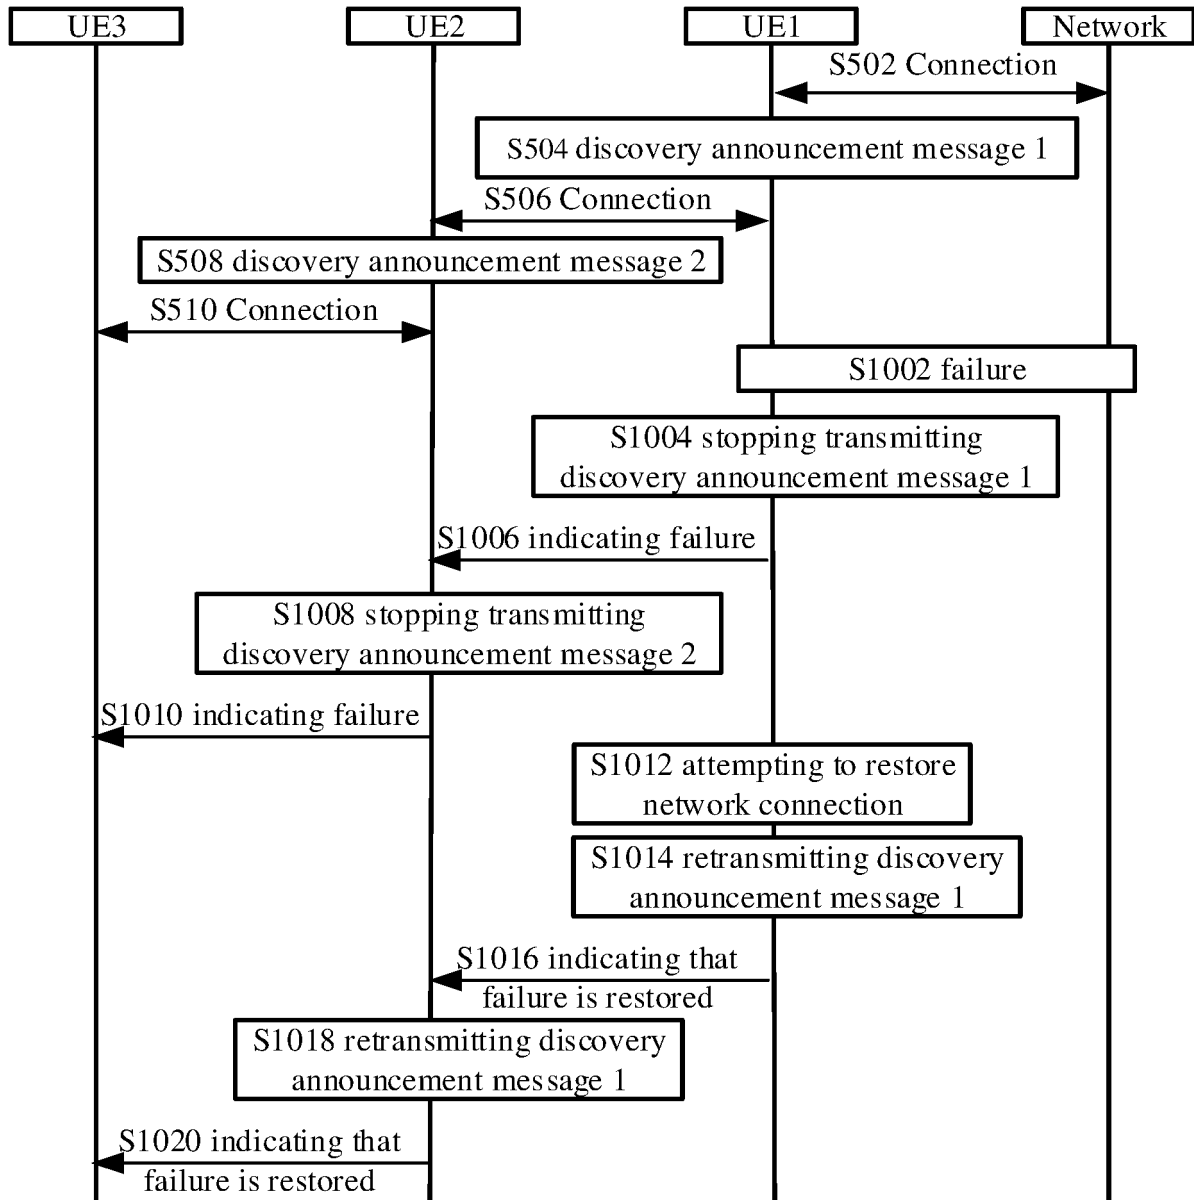 UE3
UE2
UE1
Network
S502 Connection
S504 discovery announcement message 1
S506 Connection
S508 discovery announcement message 2
S510 Connection
S1002 failure
S1004 stopping transmitting
discovery announcement message 1
S1006 indicating failure
S1008 stopping transmitting
discovery announcement message 2
S1010 indicating failure
S1012 attempting to restore
network connection
S1014 retransmitting discovery
announcement message 1
S1016 indicating that
failure is restored
S1018 retransmitting discovery
announcement message 1
S1020 indicating that
failure is restored